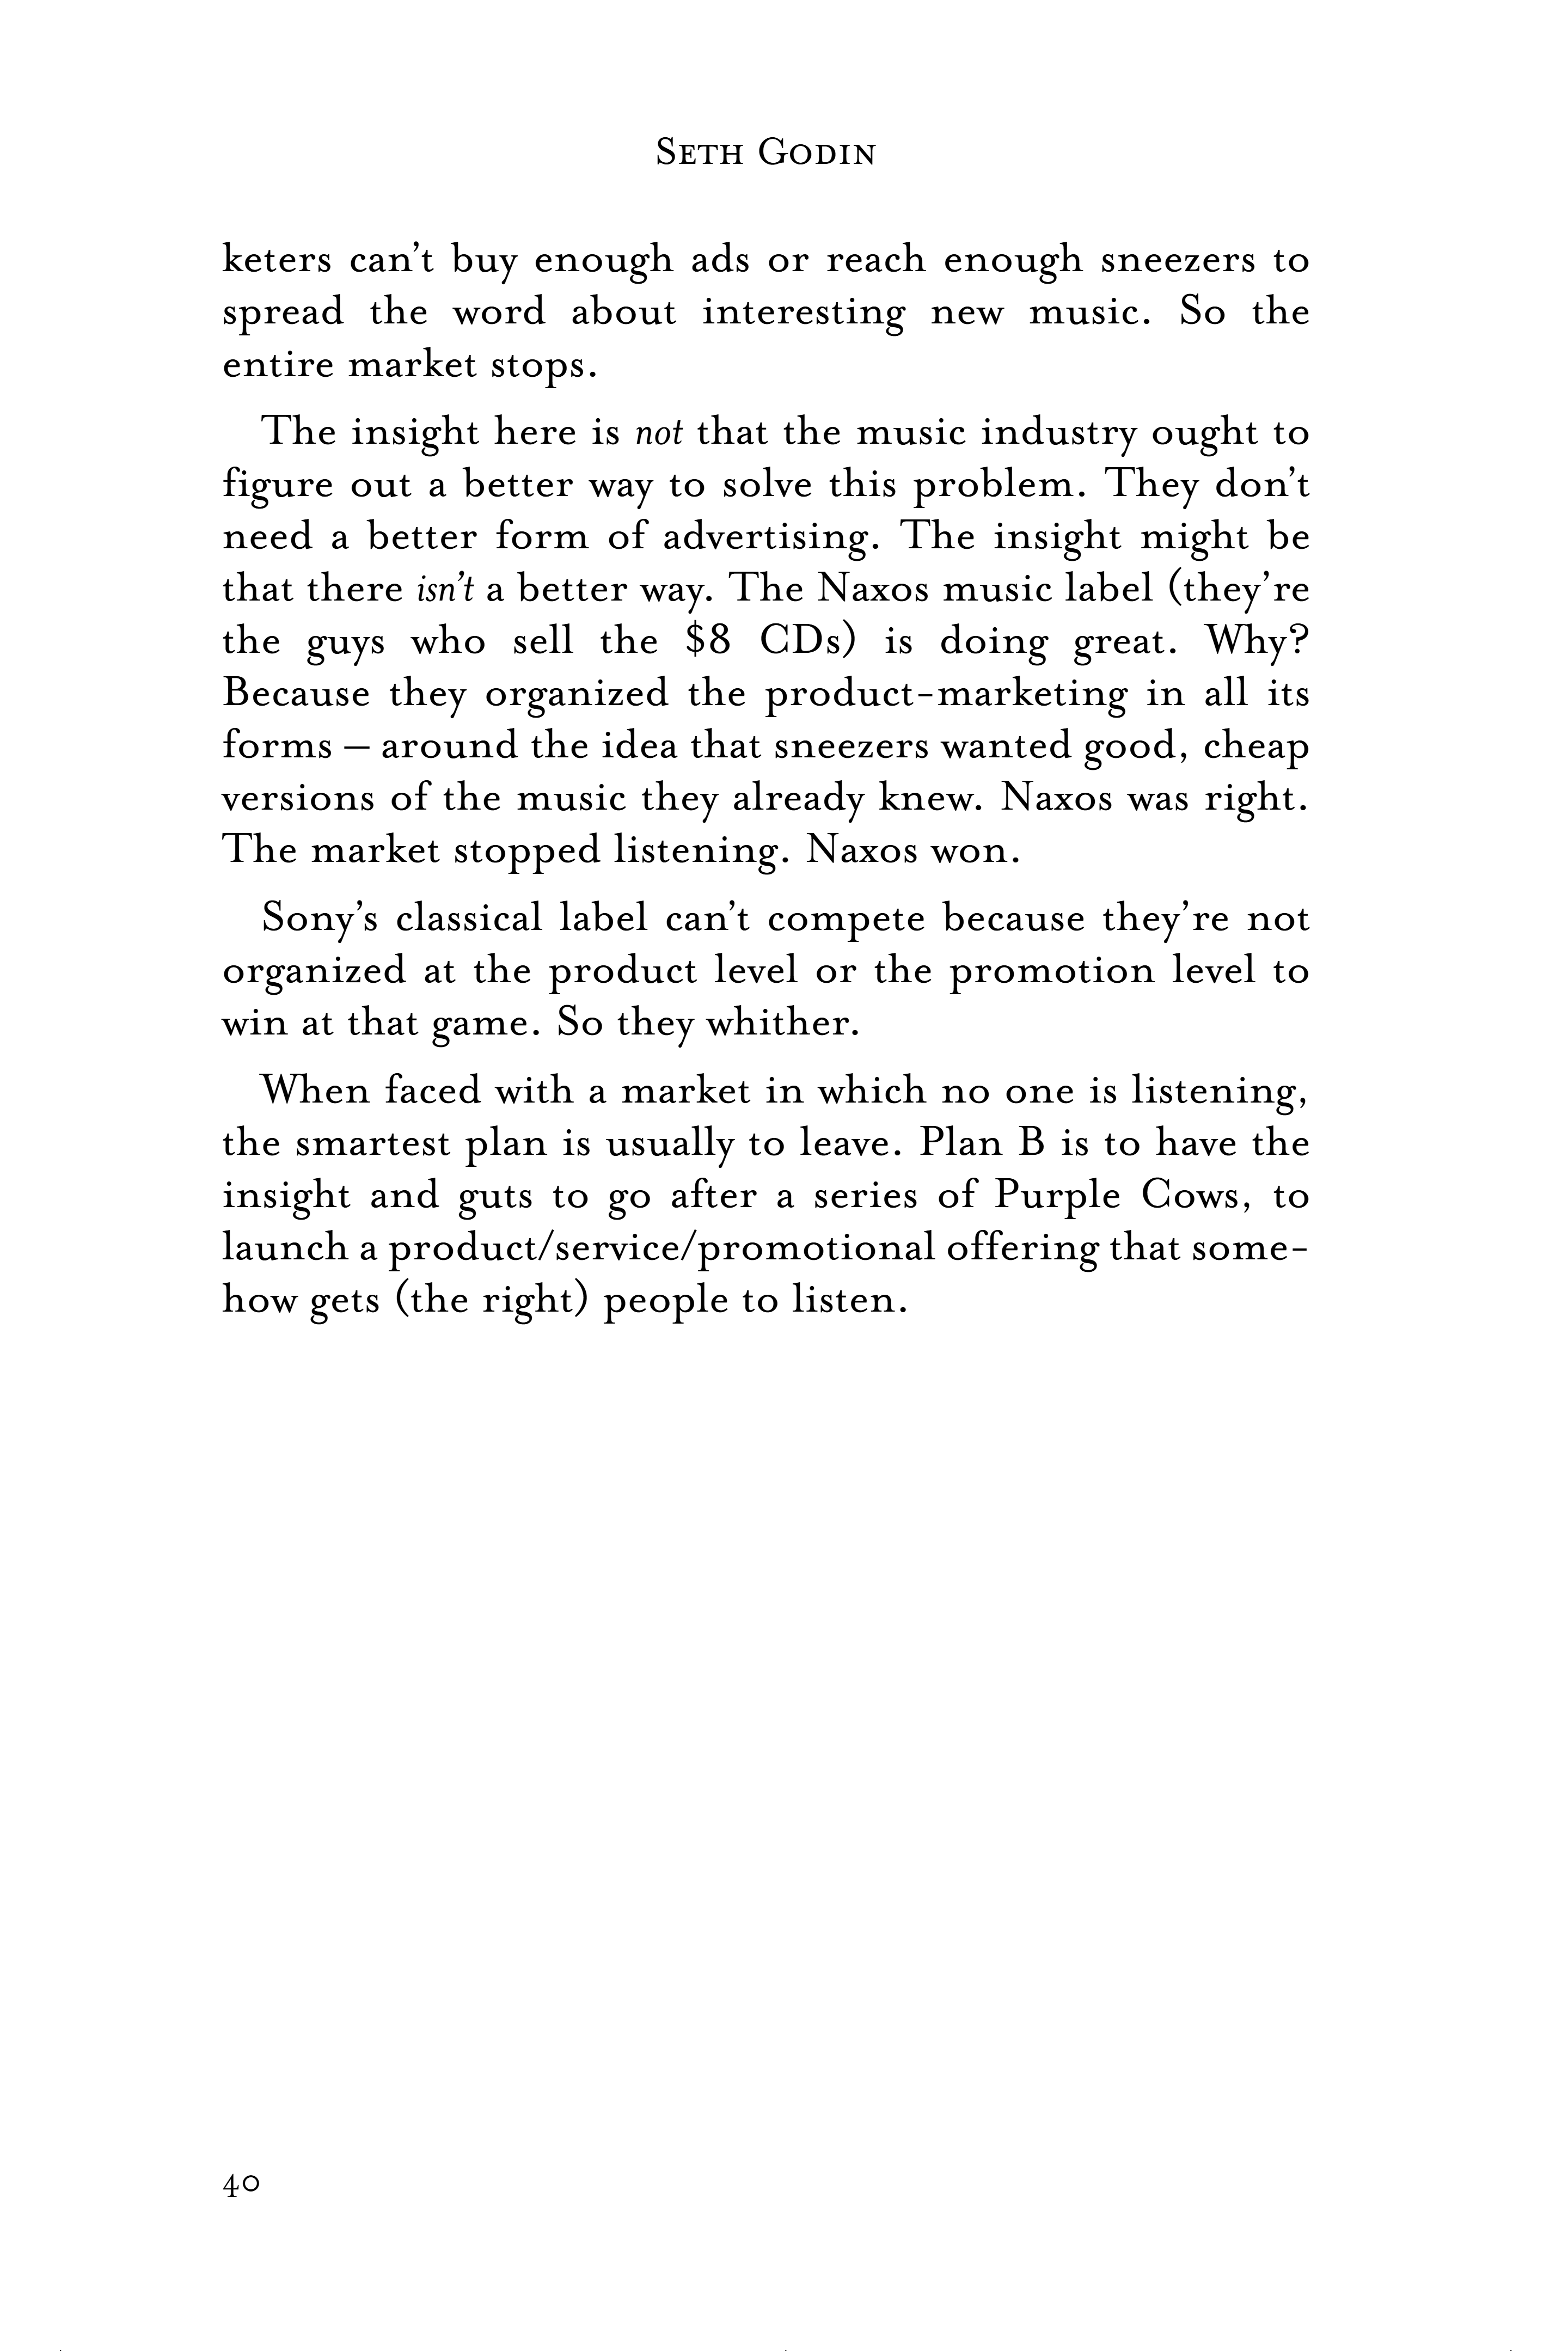 Seth Godin
keters can't buy enough ads or reach enough sneezers to
spread the word about interesting new music. So the
entire market stops.
The insight here is not that the music industry ought to
figure out a better way to solve this problem. They don't
need a better form of advertising. The insight might be
that there isn't a better way. The Naxos music label (they're
the guys who sell the $8 CDs) is doing great. Why?
Because they organized the product-marketing in all its
forms – around the idea that sneezers wanted good, cheap
versions of the music they already knew. Naxos was right.
The market stopped listening. Naxos won.
Sony's classical label can't compete because they're not
organized at the product level or the promotion level to
win at that game. So they whither.
When faced with a market in which no one is listening,
the smartest plan is usually to leave. Plan B is to have the
insight and guts to go after a series of Purple Cows, to
launch a product/service/promotional offering that some-
how gets (the right) people to listen.
40